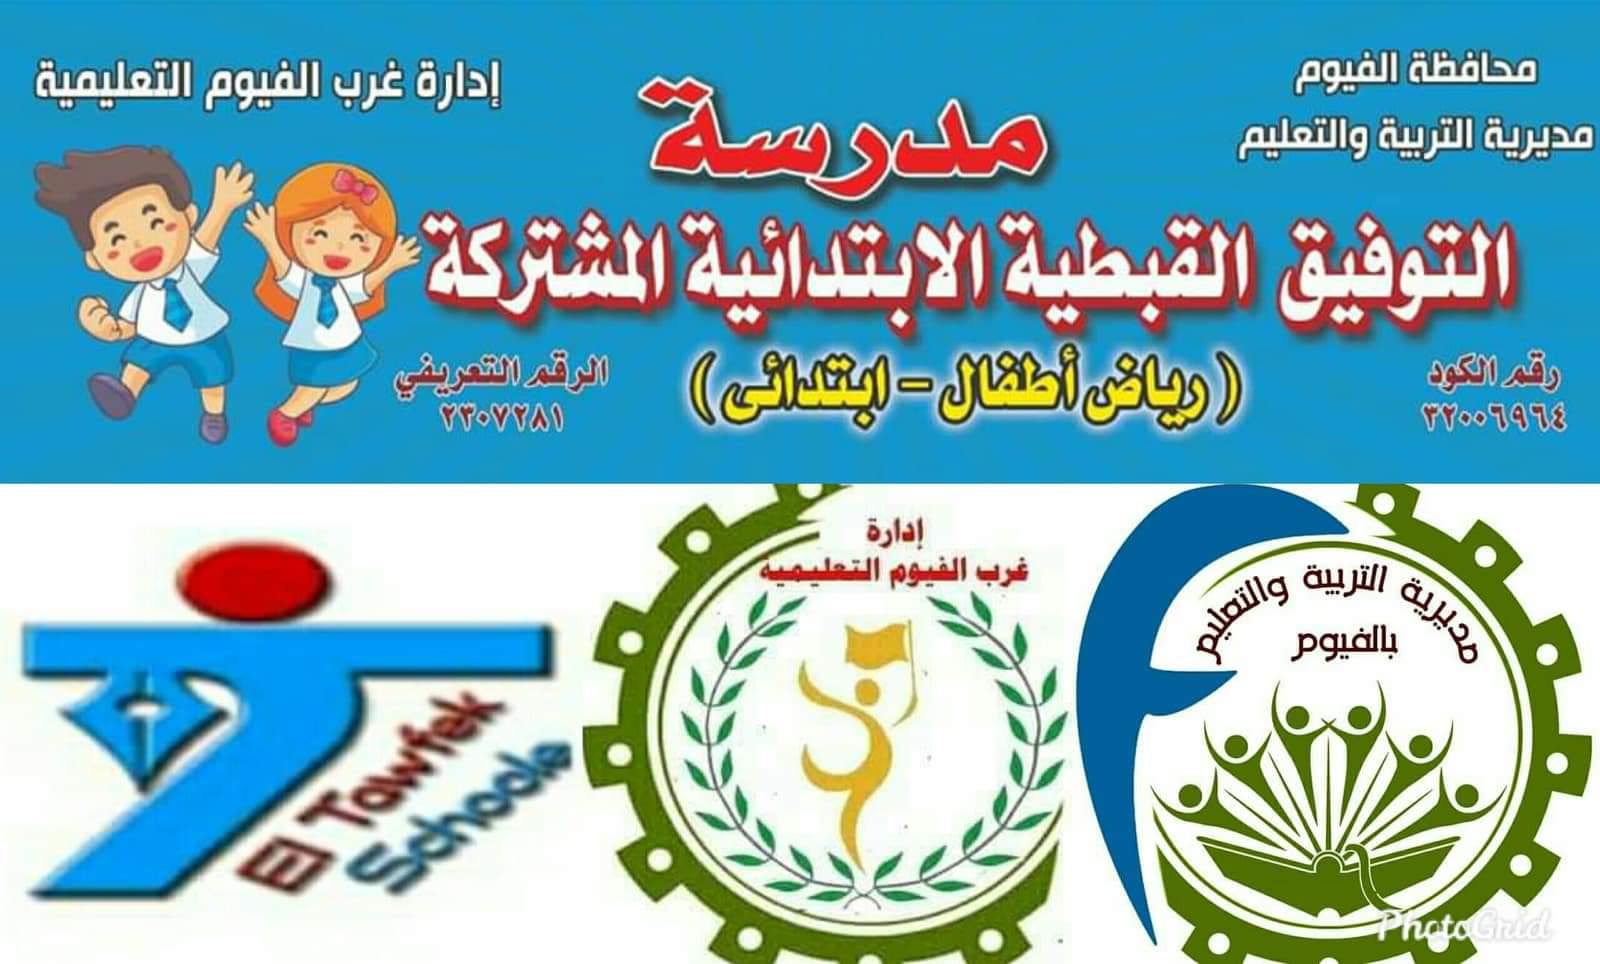 محافظة الفيوم
مديرية التربية والتعليم
إدارة غرب الفيوم التعليمية
مدرسة
التوفيق القبطية الابتدائية المشتركة
( رياض أطفال - ابتدائى )
رقم الكود
٣٢٠٠٦٩٦٤
الرقم التعريفي
٢٣٠٧٢٨١
مديرية التربية والتعليم
بالفيوم
إدارة
غرب الفيوم التعليمية
El Tawfek
Schools
PhotoGrid